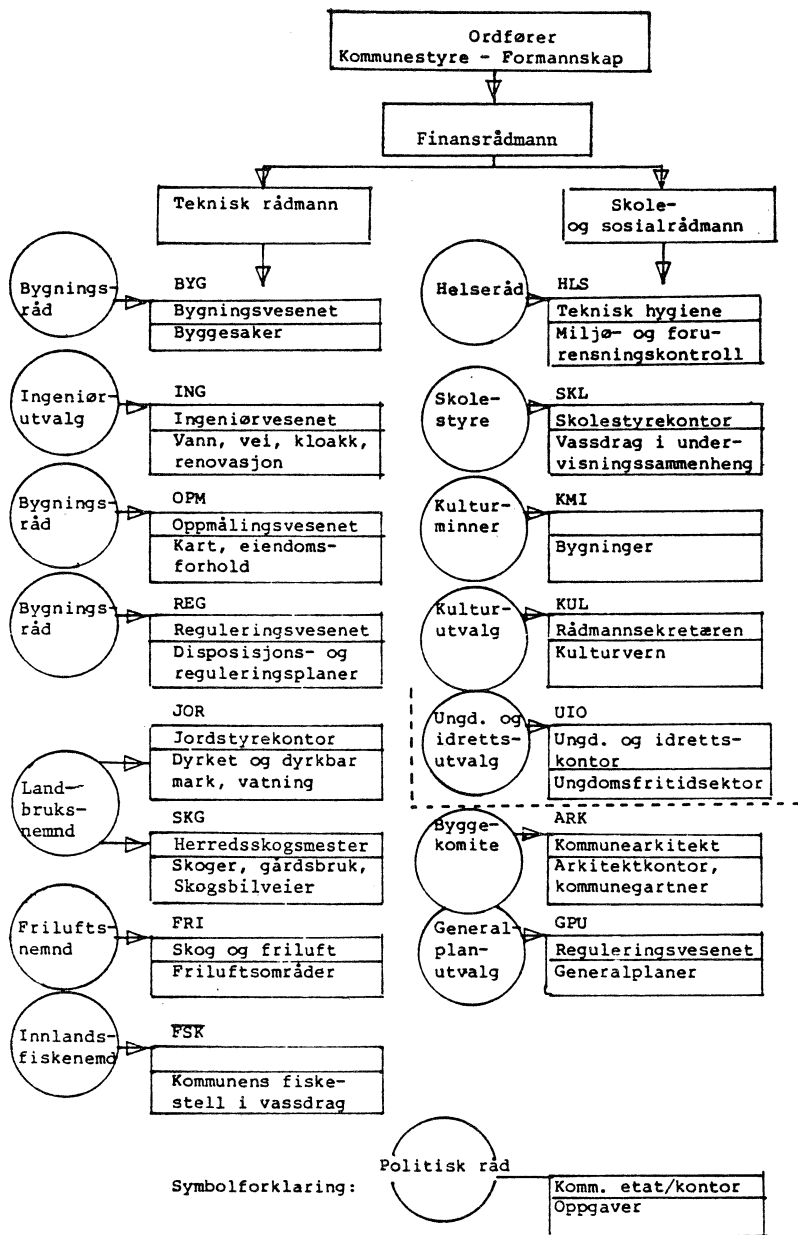 Ordfører
Kommunestyre - Formannskap
Finansrådmann
Teknisk rådmann
Skole-
og sosialrådmann
Bygnings-
råd
BYG
Bygningsvesenet
Byggesaker
Ingeniør-
utvalg
ING
Ingeniørvesenet
Vann, vei, kloakk,
renovasjon
Bygnings-
råd
OPM
Oppmålingsvesenet
Kart, eiendoms-
forhold
Bygnings-
råd
REG
Reguleringsvesenet
Disposisjons- og
reguleringsplaner
Land-
bruks-
nemnd
JOR
Jordstyrekontor
Dyrket og dyrkbar
mark, vatning
SKG
Herredsskogsmester
Skoger, gårdsbruk,
Skogsbilveier
Frilufts-
nemnd
FRI
Skog og friluft
Friluftsområder
Innlands-
fiskenemd
FSK
Kommunens fiske-
stell i vassdrag
Helseråd
HLS
Teknisk hygiene
Miljø- og foru-
rensningskontroll
Skole-
styre
SKL
Skolestyrekontor
Vassdrag i under-
visningssammenheng
Kultur-
minner
KMI
Bygninger
Kultur-
utvalg
KUL
Rådmannsekretæren
Kulturvern
Ungd. og
idretts-
utvalg
UIO
Ungd. og idretts-
kontor
Ungdomsfritidsektor
Bygge-
komite
ARK
Kommunearkitekt
Arkitektkontor,
kommunegartner
General-
plan-
utvalg
GPU
Reguleringsvesenet
Generalplaner
Symbolforklaring:
Politisk råd
Komm. etat/kontor
Oppgaver